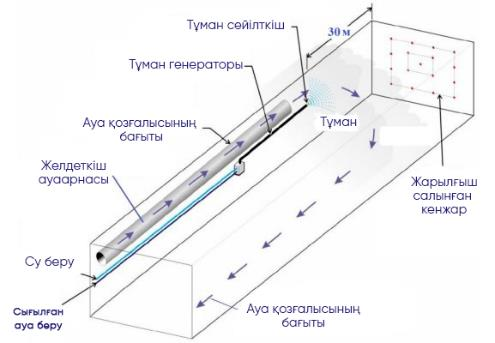 Тұман сейілткіш
30 м
Тұман генераторы
Ауа қозғалысының
бағыты
Тұман
Желдеткіш
ауаарнасы
Жарылғыш
салынған
кенжар
Су беру
Сығылған
ауа беру
Ауа қозғалысының
бағыты